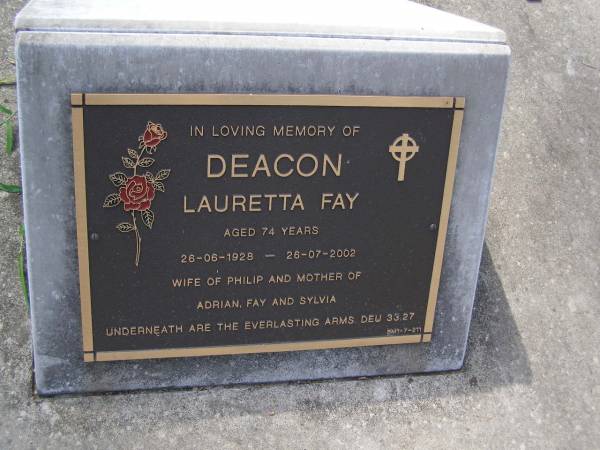 IN LOVING MEMORY OF
DEACON
LAURETTA FAY
AGED 74 YEARS
26-06-1928 — 26-07-2002
WIFE OF PHILIP AND MOTHER OF
ADRIAN, FAY AND SYLVIA
UNDERNEATH ARE THE EVERLASTING ARMS DEU 33.27